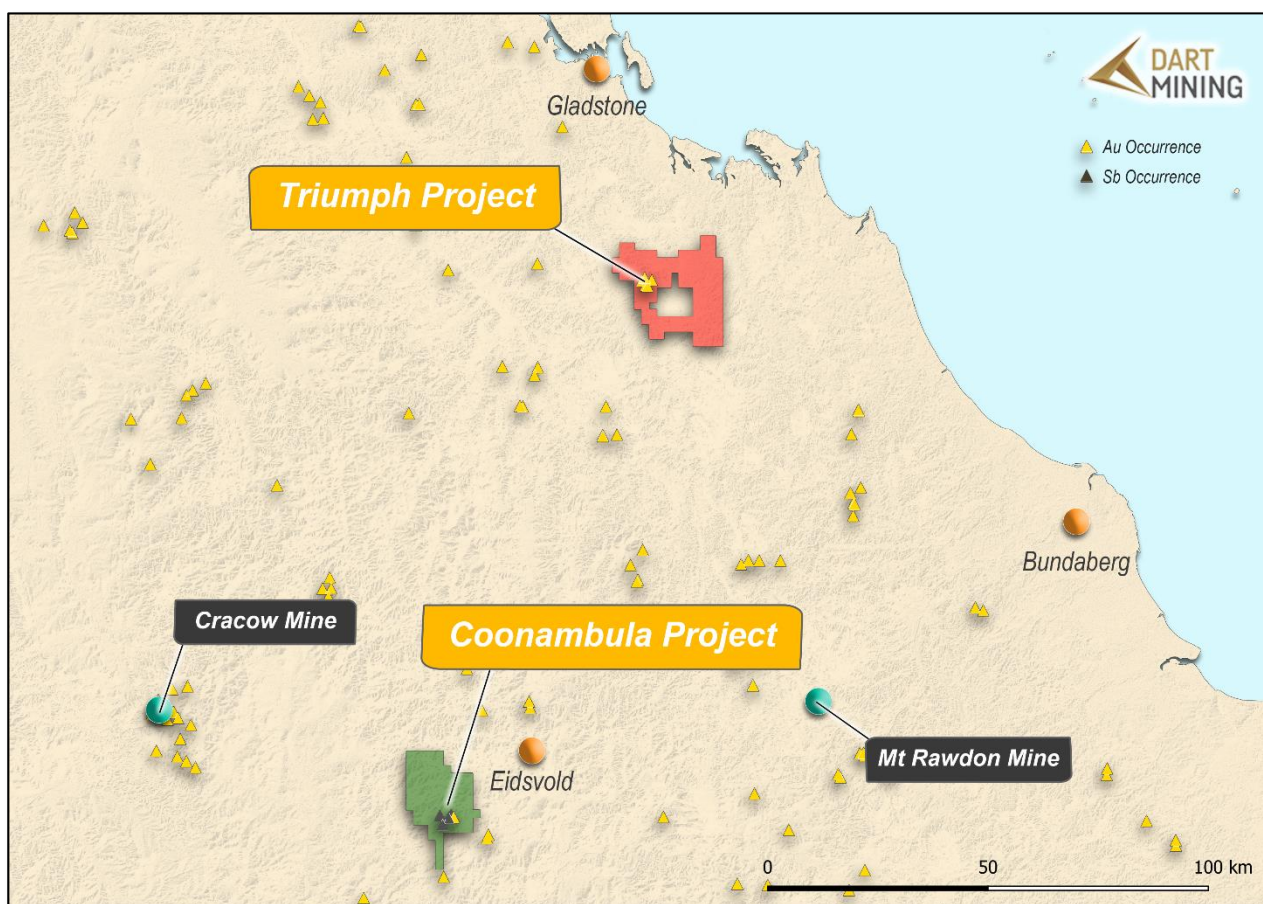 DART
MINING
Gladstone
Au Occurrence
Sb Occurrence
Triumph Project
Bundaberg
Cracow Mine
Coonambula Project
Mt Rawdon Mine
Eidsvold
0 50 100 km